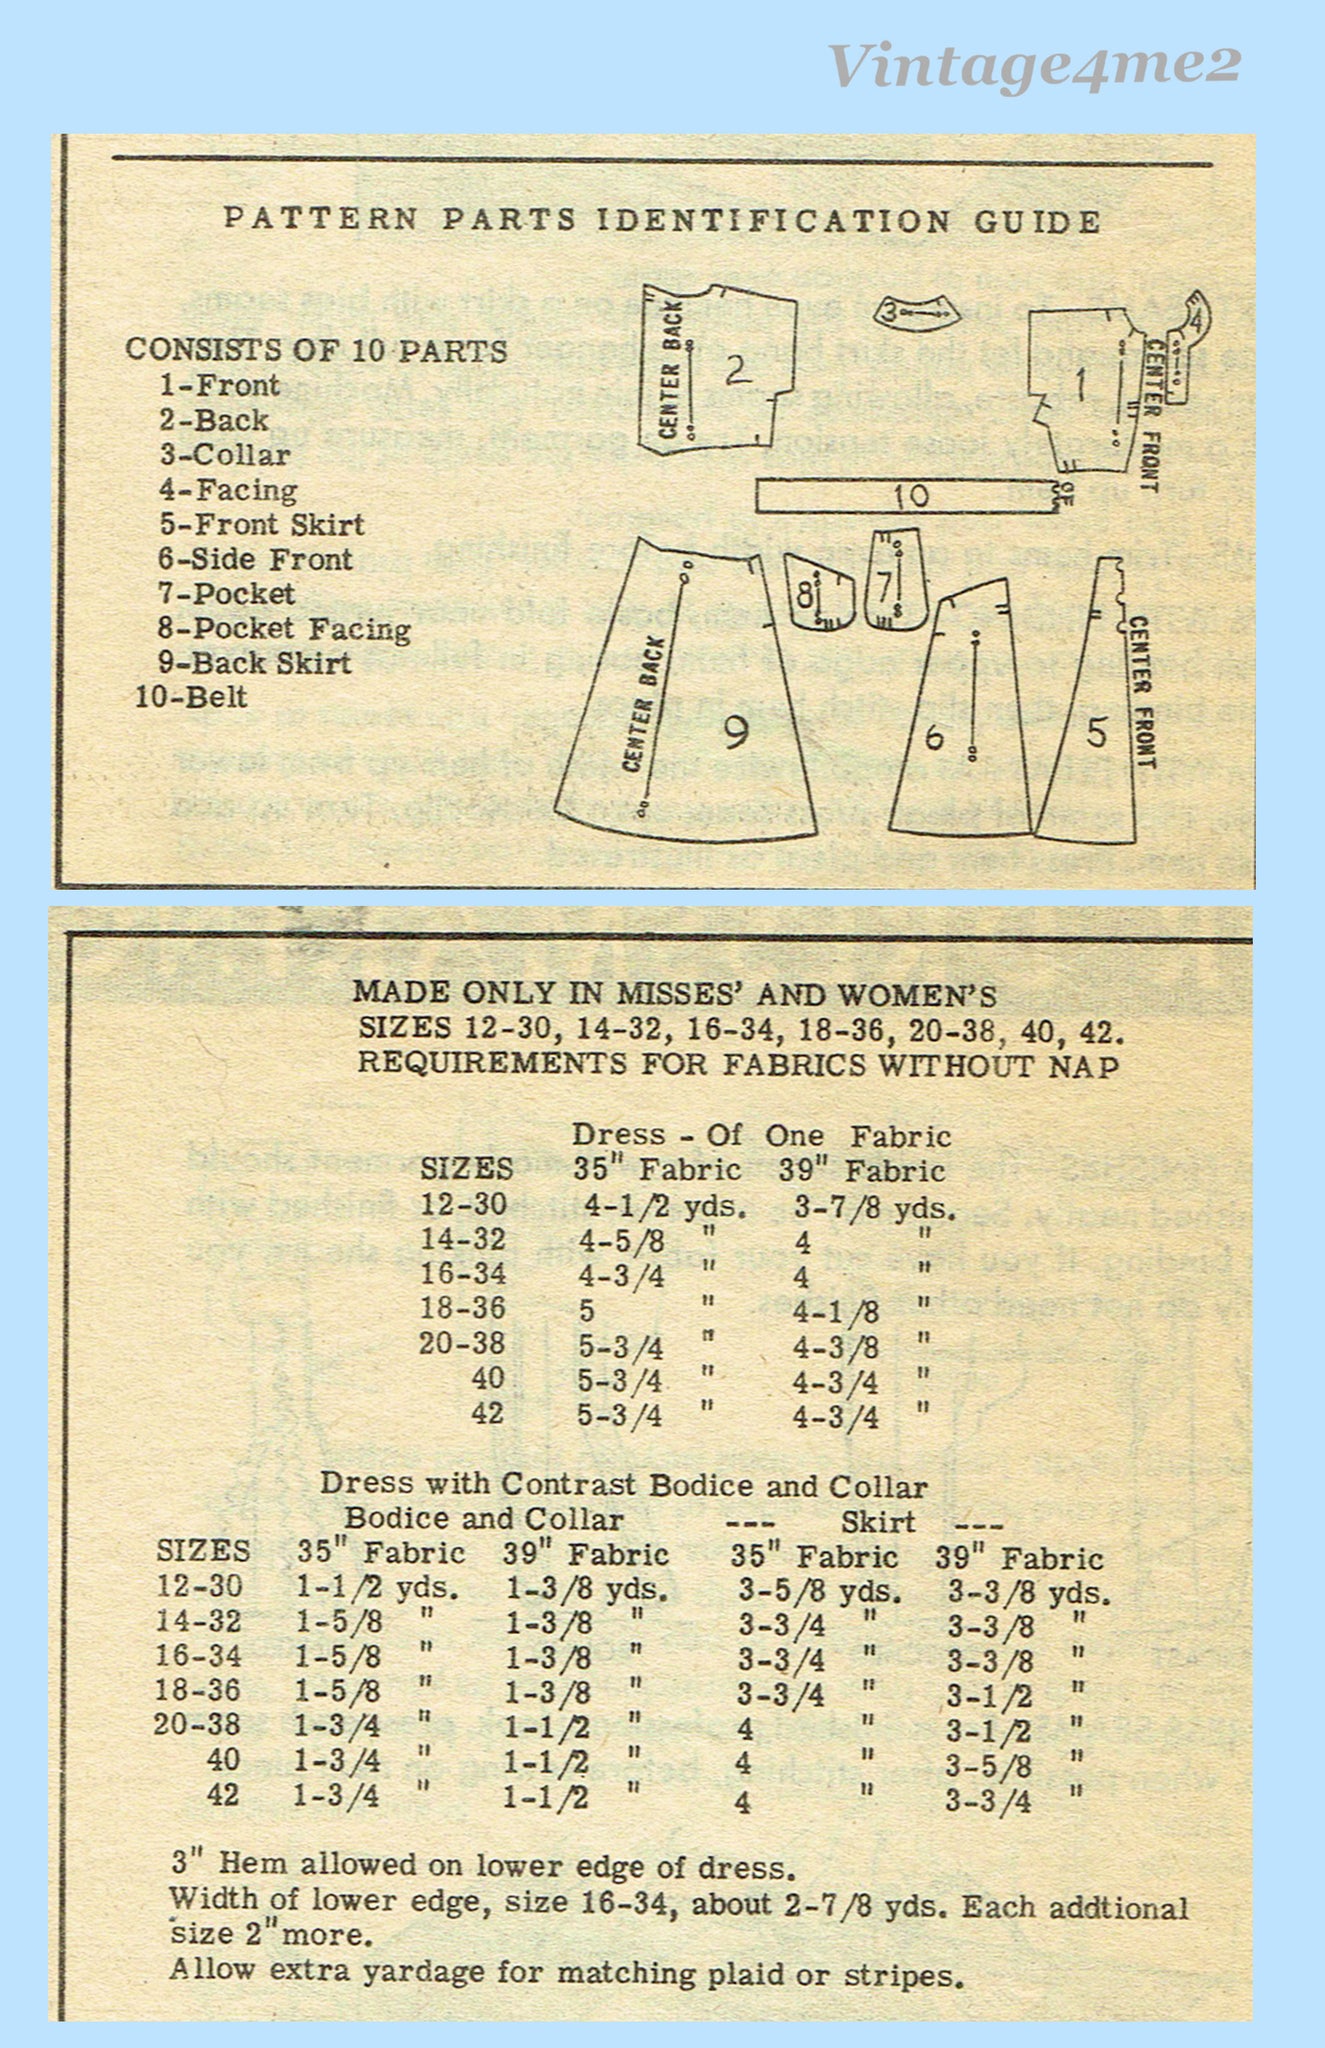 Vintage4me2
PATTERN PARTS IDENTIFICATION GUIDE
CONSISTS OF 10 PARTS
1-Front
2-Back
3-Collar
4-Facing
5-Front Skirt
6-Side Front
7-Pocket
8-Pocket Facing
9-Back Skirt
10-Belt
CENTER BACK
2
3
1
CENTER FRONT
4
10
CF
CENTER BACK
9
8
7
6
5
CENTER FRONT
MADE ONLY IN MISSES' AND WOMEN'S
SIZES 12-30, 14-32, 16-34, 18-36, 20-38, 40, 42.
REQUIREMENTS FOR FABRICS WITHOUT NAP
Dress - Of One Fabric
SIZES 35" Fabric 39" Fabric
12-30 4-1/2 yds. 3-7/8 yds.
14-32 4-5/8 " 4 "
16-34 4-3/4 " 4 "
18-36 5 " 4-1/8 "
20-38 5-3/4 " 4-3/8 "
40 5-3/4 " 4-3/4 "
42 5-3/4 " 4-3/4 "
Dress with Contrast Bodice and Collar
Bodice and Collar --- Skirt ---
SIZES 35" Fabric 39" Fabric 35" Fabric 39" Fabric
12-30 1-1/2 yds. 1-3/8 yds. 3-5/8 yds. 3-3/8 yds.
14-32 1-5/8 " 1-3/8 " 3-3/4 " 3-3/8 "
16-34 1-5/8 " 1-3/8 " 3-3/4 " 3-3/8 "
18-36 1-5/8 " 1-3/8 " 3-3/4 " 3-1/2 "
20-38 1-3/4 " 1-1/2 " 4 " 3-1/2 "
40 1-3/4 " 1-1/2 " 4 " 3-5/8 "
42 1-3/4 " 1-1/2 " 4 " 3-3/4 "
3" Hem allowed on lower edge of dress.
Width of lower edge, size 16-34, about 2-7/8 yds. Each addtional
size 2" more.
Allow extra yardage for matching plaid or stripes.